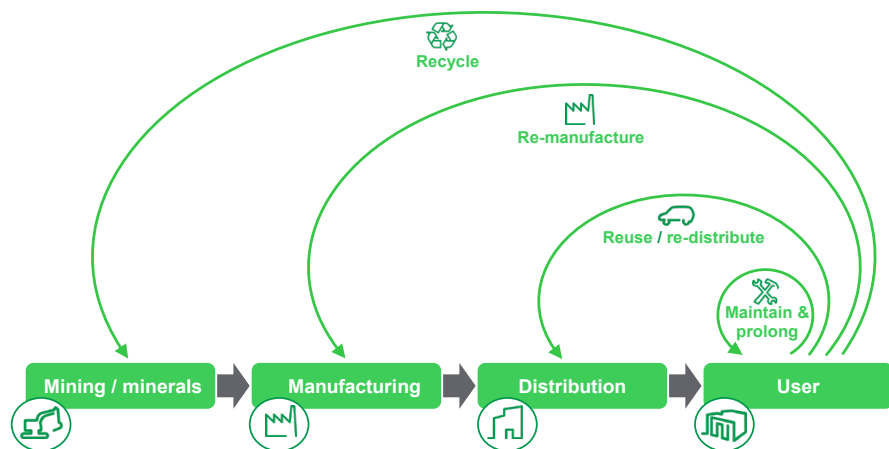 Recycle
Re-manufacture
Reuse / re-distribute
Maintain &
prolong
Mining / minerals
Manufacturing
Distribution
User